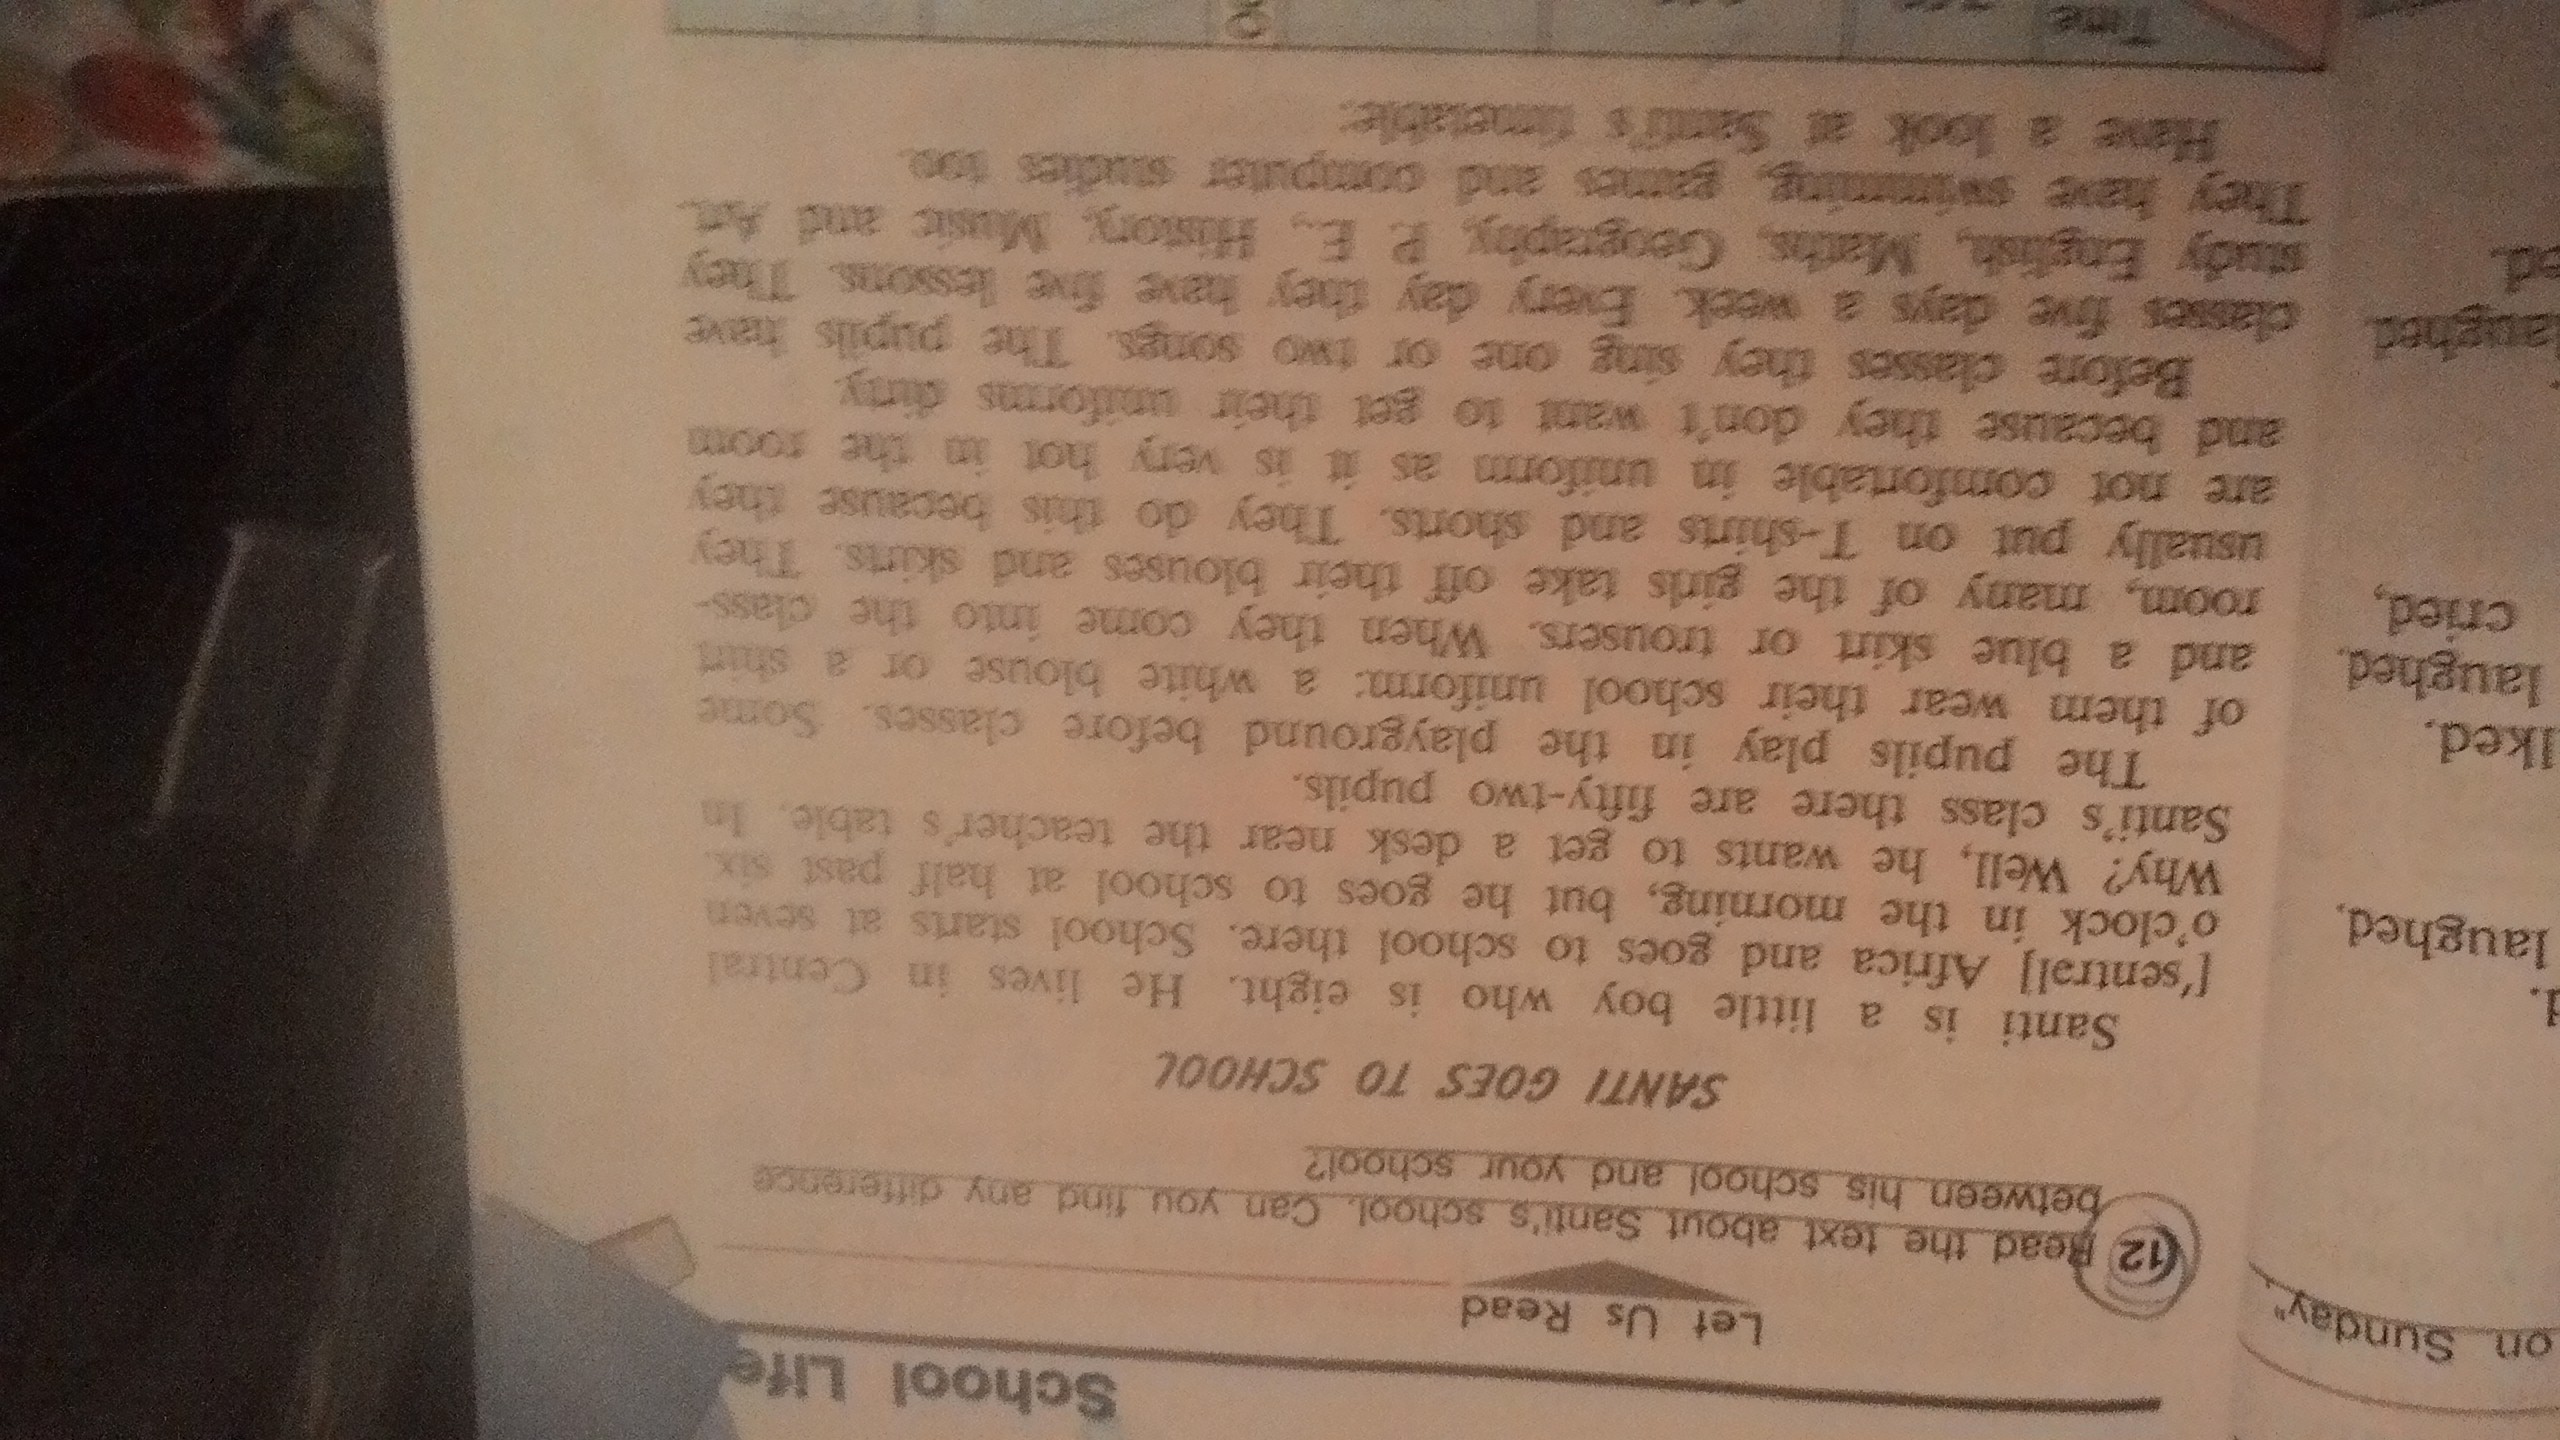 School Life
Let Us Read
12 Read the text about Santi's school. Can you find any difference
between his school and your school?
SANTI GOES TO SCHOOL
Santi is a little boy who is eight. He lives in Central
['sentrəl] Africa and goes to school there. School starts at seven
o'clock in the morning, but he goes to school at half past six.
Why? Well, he wants to get a desk near the teacher's table. In
Santi's class there are fifty-two pupils.
The pupils play in the playground before classes. Some
of them wear their school uniform: a white blouse or a shirt
and a blue skirt or trousers. When they come into the class-
room, many of the girls take off their blouses and skirts. They
usually put on T-shirts and shorts. They do this because they
are not comfortable in uniform as it is very hot in the room
and because they don't want to get their uniforms dirty.
Before classes they sing one or two songs. The pupils have
classes five days a week. Every day they have five lessons. They
study English, Maths, Geography, P. E., History, Music and Art.
They have swimming, games and computer studies too.
Have a look at Santi's timetable:
Time
on Sunday".
laughed,
lked,
laughed,
cried,
laughed